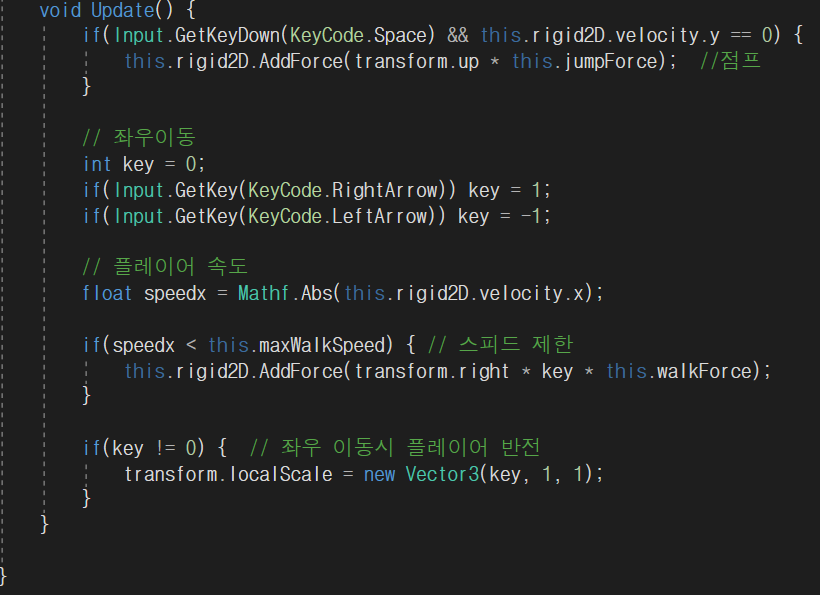 void Update() {
if(Input.GetKeyDown(KeyCode.Space) && this.rigid2D.velocity.y == 0) {
this.rigid2D.AddForce(transform.up * this.jumpForce);  //점프
}
// 좌우이동
int key = 0;
if(Input.GetKey(KeyCode.RightArrow)) key = 1;
if(Input.GetKey(KeyCode.LeftArrow)) key = -1;
// 플레이어 속도
float speedx = Mathf.Abs(this.rigid2D.velocity.x);
if(speedx < this.maxWalkSpeed) { // 스피드 제한
this.rigid2D.AddForce(transform.right * key * this.walkForce);
}
if(key != 0) {  // 좌우 이동시 플레이어 반전
transform.localScale = new Vector3(key, 1, 1);
}
}
}